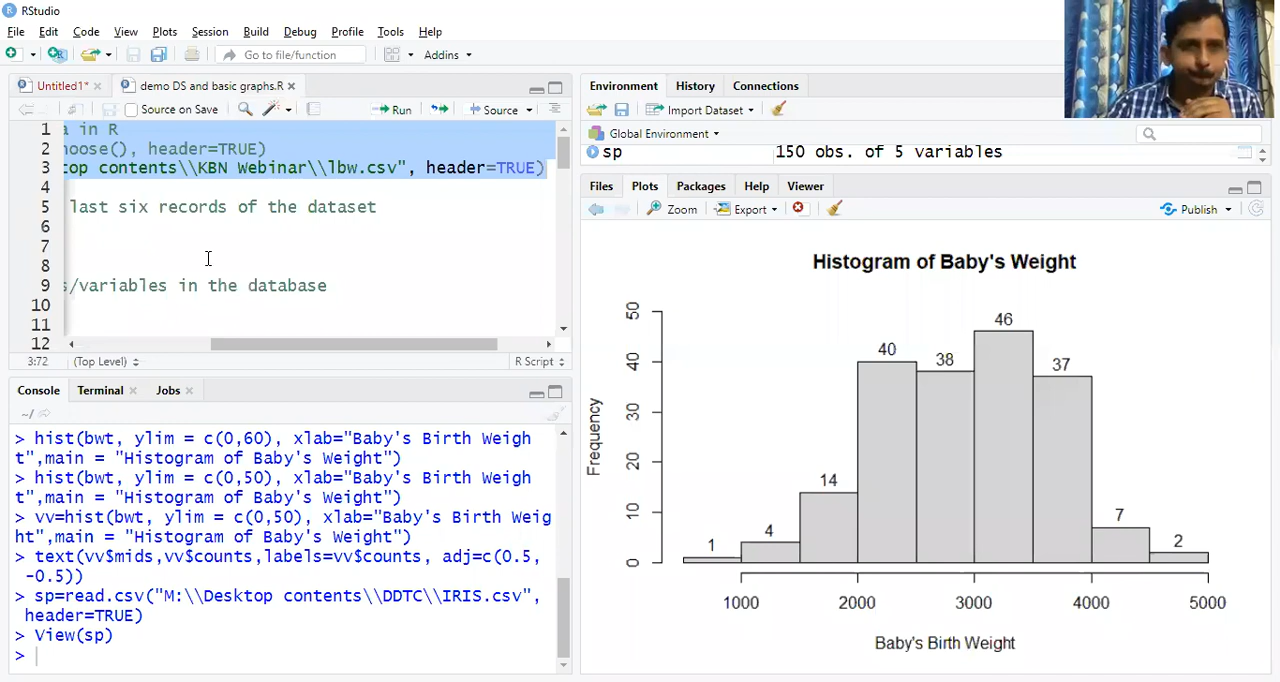 RStudio
File Edit Code View Plots Session Build Debug Profile Tools Help
Go to file/function Addins
Untitled1* demo DS and basic graphs.R
Source on Save Run Source
1 a in R
2 hoose(), header=TRUE)
3 top contents\\KBN Webinar\\lbw.csv", header=TRUE)
4
5 last six records of the dataset
6
7
8
9 s/variables in the database
10
11
12
3:72 (Top Level) R Script
Console Terminal Jobs
~/
> hist(bwt, ylim = c(0,60), xlab="Baby's Birth Weigh
t",main = "Histogram of Baby's Weight")
> hist(bwt, ylim = c(0,50), xlab="Baby's Birth Weigh
t",main = "Histogram of Baby's Weight")
> vv=hist(bwt, ylim = c(0,50), xlab="Baby's Birth Weig
ht",main = "Histogram of Baby's Weight")
> text(vv$mids,vv$counts,labels=vv$counts, adj=c(0.5,
-0.5))
> sp=read.csv("M:\\Desktop contents\\DDTC\\IRIS.csv",
header=TRUE)
> View(sp)
>
Environment History Connections
Import Dataset
Global Environment
sp 150 obs. of 5 variables
Files Plots Packages Help Viewer
Zoom Export Publish
Histogram of Baby's Weight
Frequency
50
40
30
20
10
0
1 4 14 40 38 46 37 7 2
1000 2000 3000 4000 5000
Baby's Birth Weight